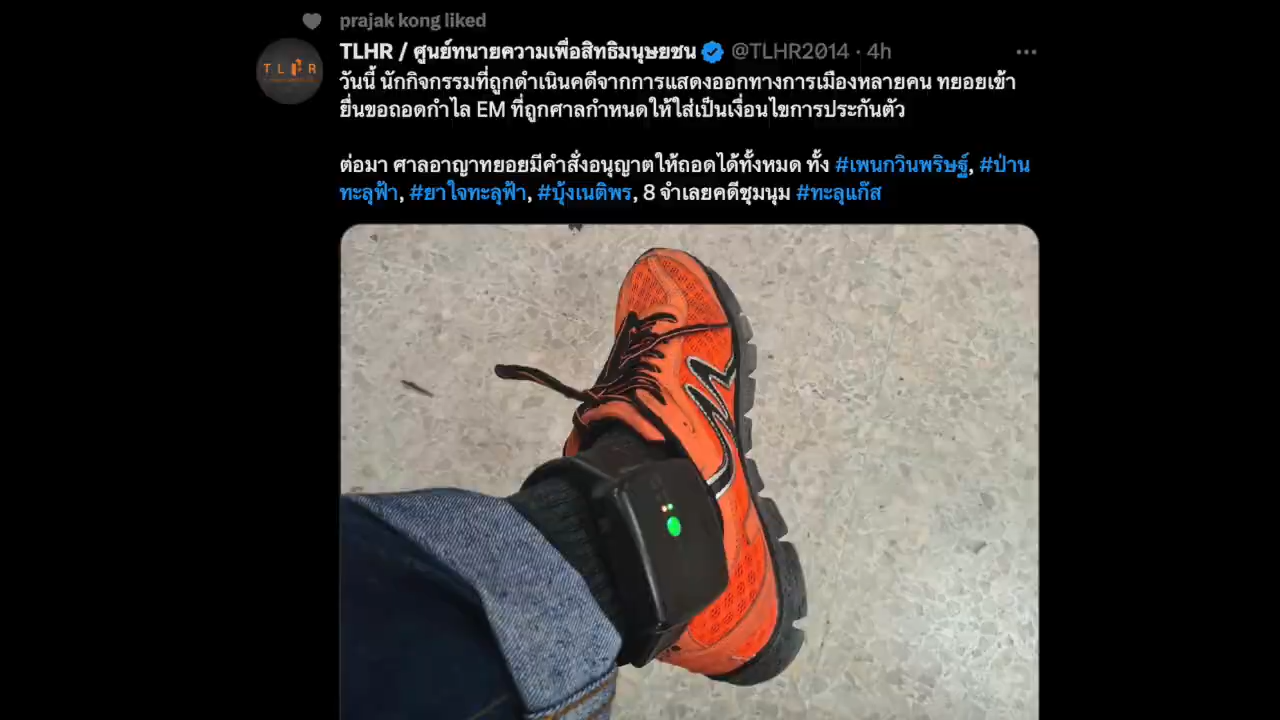 prajak kong liked
TLHR / ศูนย์ทนายความเพื่อสิทธิมนุษยชน @TLHR2014 · 4h
TLHR
วันนี้ นักกิจกรรมที่ถูกดำเนินคดีจากการแสดงออกทางการเมืองหลายคน ทยอยเข้า
ยื่นขอถอดกำไล EM ที่ถูกศาลกำหนดให้ใส่เป็นเงื่อนไขการประกันตัว
ต่อมา ศาลอาญาทยอยมีคำสั่งอนุญาตให้ถอดได้ทั้งหมด ทั้ง #เพนกวินพริษฐ์, #ป่าน
ทะลุฟ้า, #ยาใจทะลุฟ้า, #บุ้งเนติพร, 8 จำเลยคดีชุมนุม #ทะลุแก๊ส